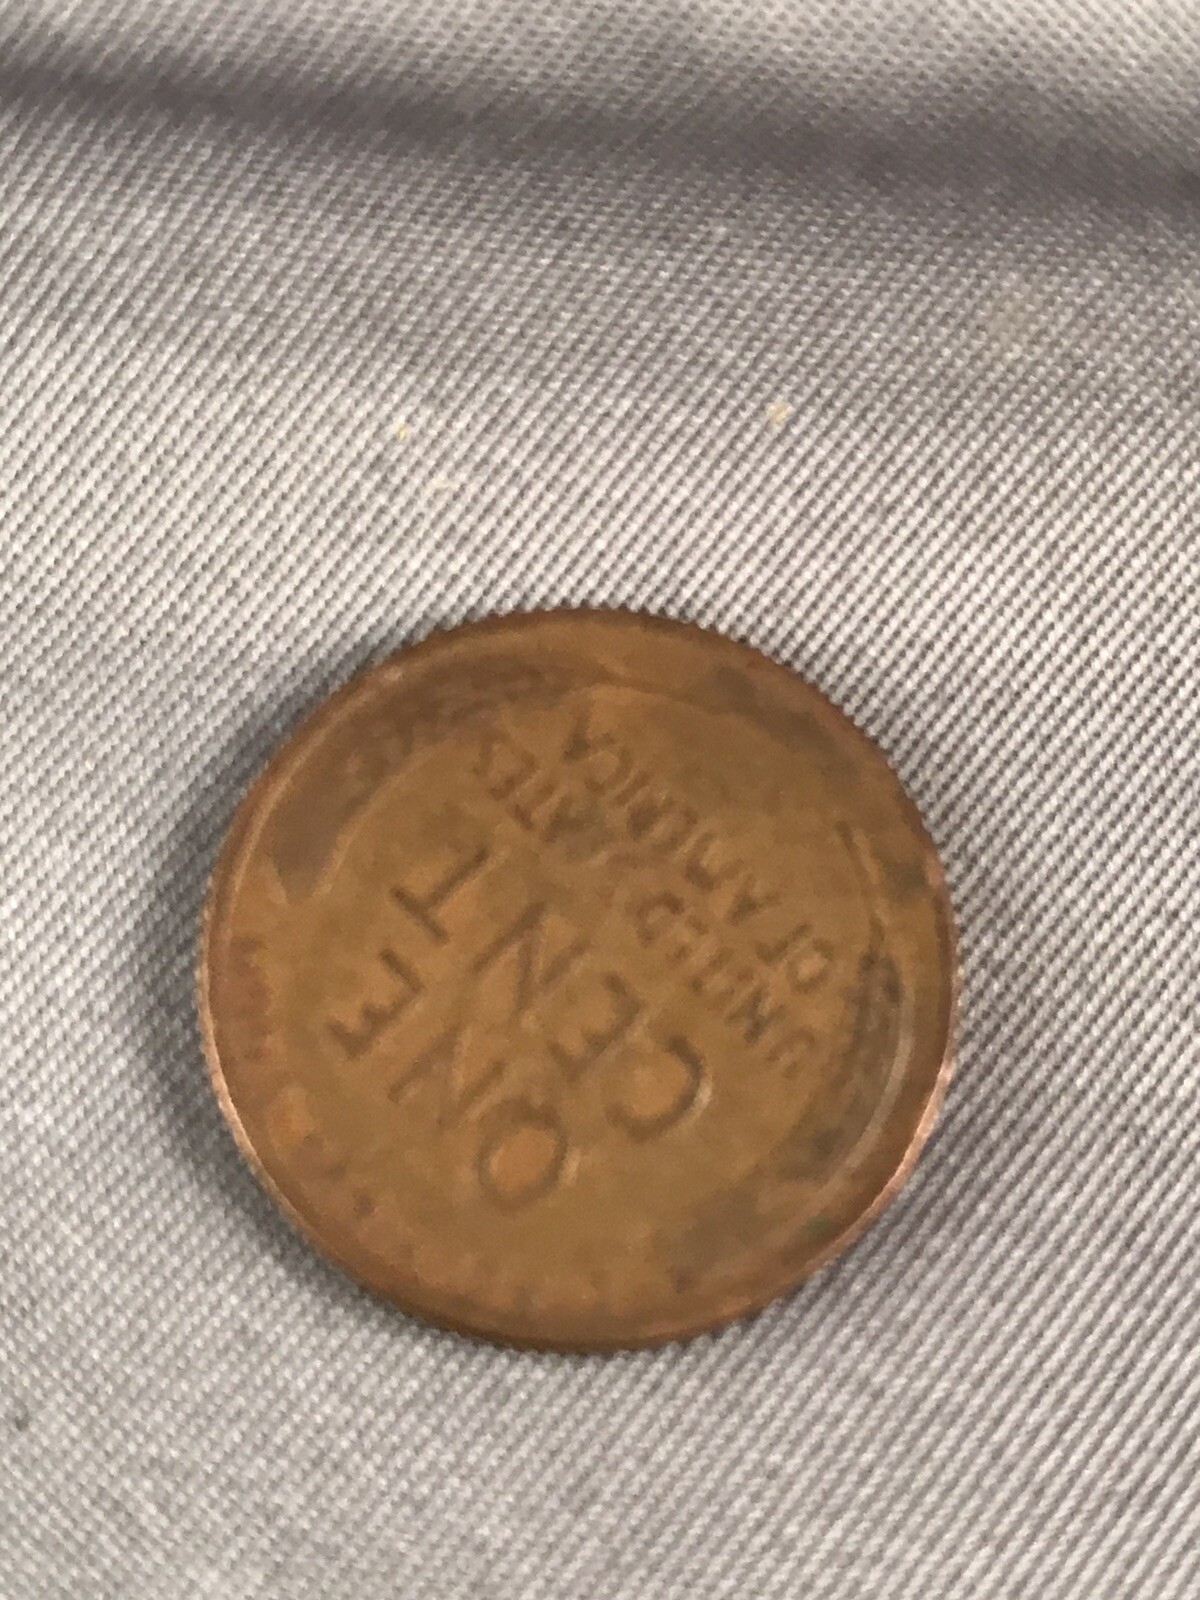 ONE
CENT
UNITED STATES
OF AMERICA